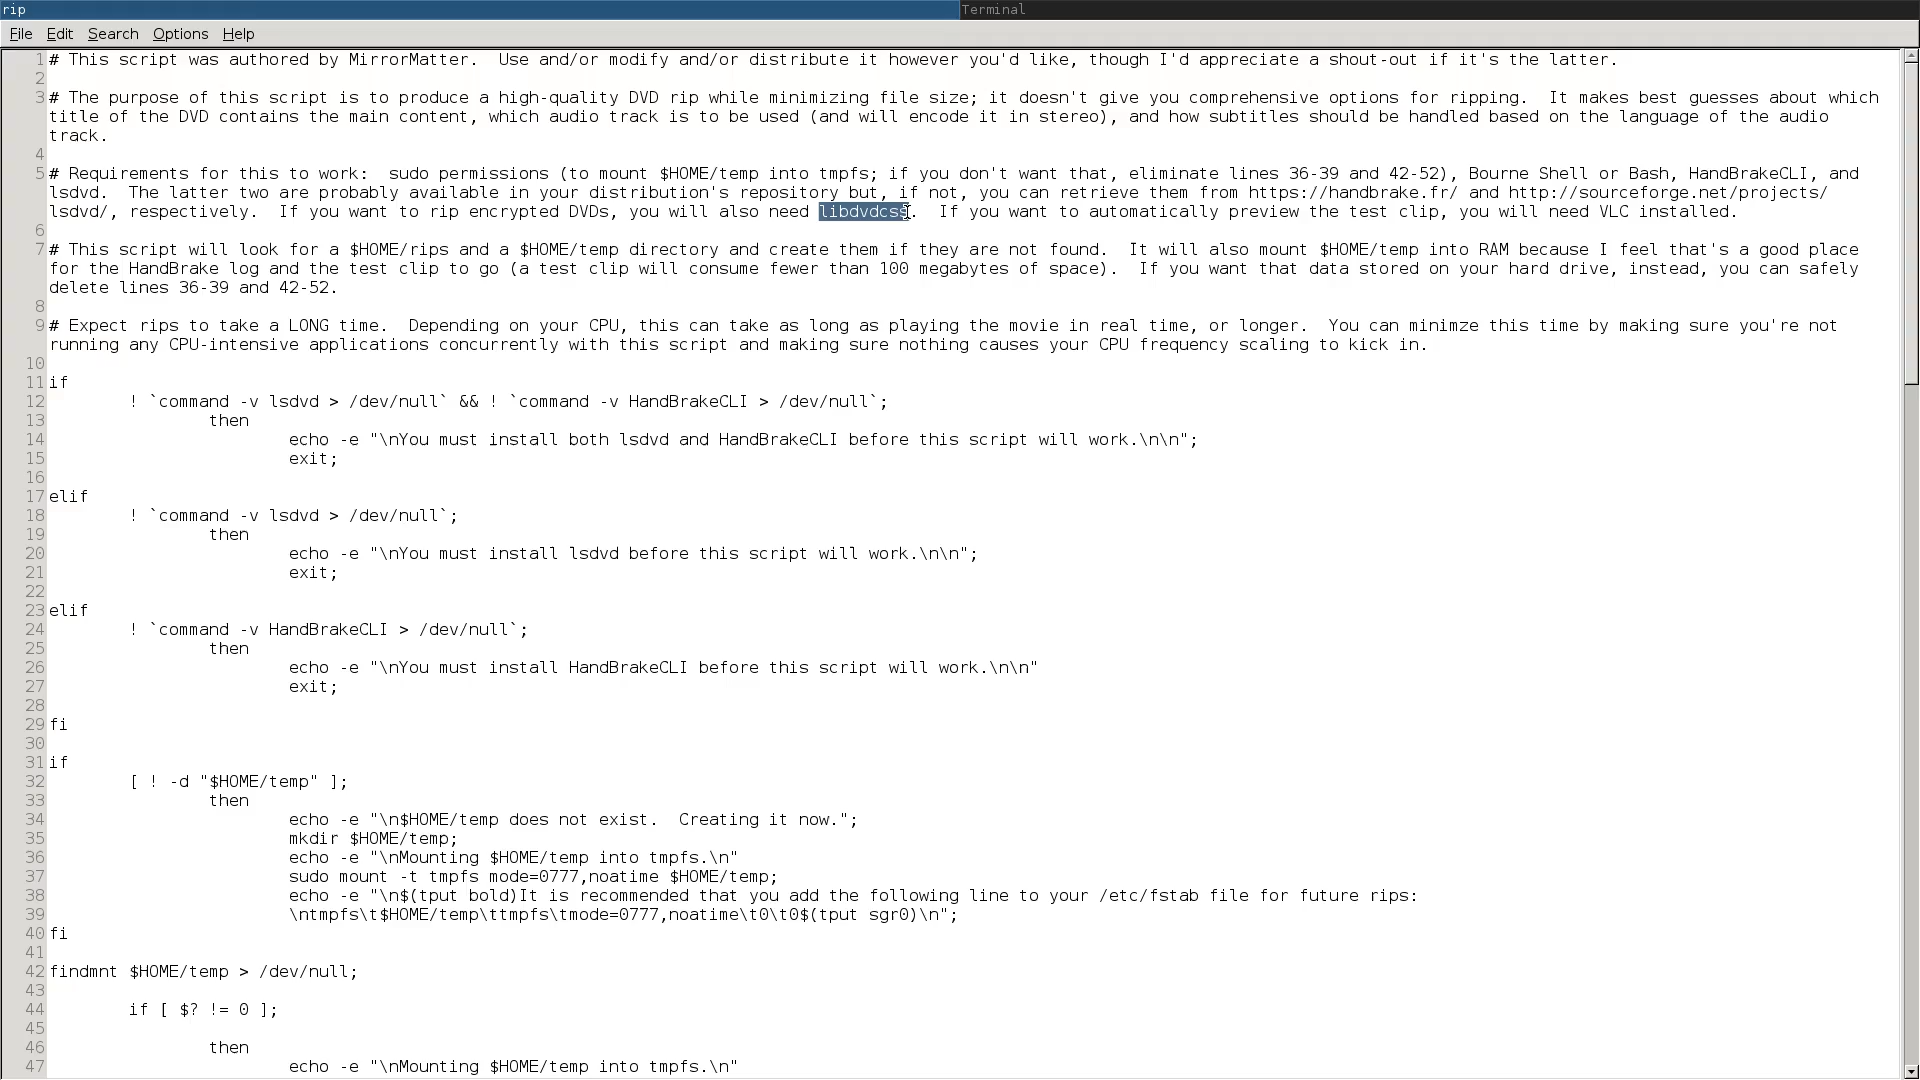 rip
Terminal
File Edit Search Options Help
1 # This script was authored by MirrorMatter.  Use and/or modify and/or distribute it however you'd like, though I'd appreciate a shout-out if it's the latter.
2
3 # The purpose of this script is to produce a high-quality DVD rip while minimizing file size; it doesn't give you comprehensive options for ripping.  It makes best guesses about which
title of the DVD contains the main content, which audio track is to be used (and will encode it in stereo), and how subtitles should be handled based on the language of the audio
track.
4
5 # Requirements for this to work:  sudo permissions (to mount $HOME/temp into tmpfs; if you don't want that, eliminate lines 36-39 and 42-52), Bourne Shell or Bash, HandBrakeCLI, and
lsdvd.  The latter two are probably available in your distribution's repository but, if not, you can retrieve them from https://handbrake.fr/ and http://sourceforge.net/projects/
lsdvd/, respectively.  If you want to rip encrypted DVDs, you will also need libdvdcss.  If you want to automatically preview the test clip, you will need VLC installed.
6
7 # This script will look for a $HOME/rips and a $HOME/temp directory and create them if they are not found.  It will also mount $HOME/temp into RAM because I feel that's a good place
for the HandBrake log and the test clip to go (a test clip will consume fewer than 100 megabytes of space).  If you want that data stored on your hard drive, instead, you can safely
delete lines 36-39 and 42-52.
8
9 # Expect rips to take a LONG time.  Depending on your CPU, this can take as long as playing the movie in real time, or longer.  You can minimze this time by making sure you're not
running any CPU-intensive applications concurrently with this script and making sure nothing causes your CPU frequency scaling to kick in.
10
11 if
12         ! `command -v lsdvd > /dev/null` && ! `command -v HandBrakeCLI > /dev/null`;
13                 then
14                         echo -e "\nYou must install both lsdvd and HandBrakeCLI before this script will work.\n\n";
15                         exit;
16
17 elif
18         ! `command -v lsdvd > /dev/null`;
19                 then
20                         echo -e "\nYou must install lsdvd before this script will work.\n\n";
21                         exit;
22
23 elif
24         ! `command -v HandBrakeCLI > /dev/null`;
25                 then
26                         echo -e "\nYou must install HandBrakeCLI before this script will work.\n\n"
27                         exit;
28
29 fi
30
31 if
32         [ ! -d "$HOME/temp" ];
33                 then
34                         echo -e "\n$HOME/temp does not exist.  Creating it now.";
35                         mkdir $HOME/temp;
36                         echo -e "\nMounting $HOME/temp into tmpfs.\n"
37                         sudo mount -t tmpfs mode=0777,noatime $HOME/temp;
38                         echo -e "\n$(tput bold)It is recommended that you add the following line to your /etc/fstab file for future rips:
39                         \ntmpfs\t$HOME/temp\ttmpfs\tmode=0777,noatime\t0\t0$(tput sgr0)\n";
40 fi
41
42 findmnt $HOME/temp > /dev/null;
43
44         if [ $? != 0 ];
45
46                 then
47                         echo -e "\nMounting $HOME/temp into tmpfs.\n"